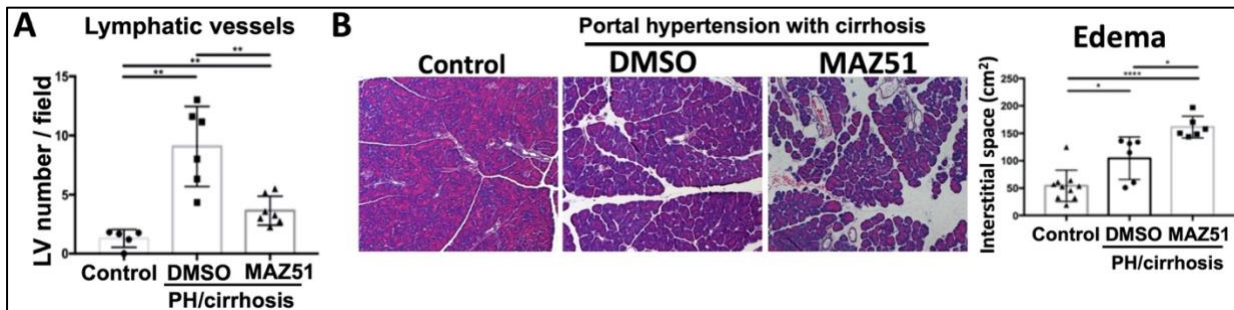 A
Lymphatic vessels
**
**
**
LV number / field
15
10
5
0
Control
DMSO
MAZ51
PH/cirrhosis
B
Portal hypertension with cirrhosis
Control
DMSO
MAZ51
Edema
*
****
*
Interstitial space (cm²)
250
200
150
100
50
0
Control
DMSO
MAZ51
PH/cirrhosis